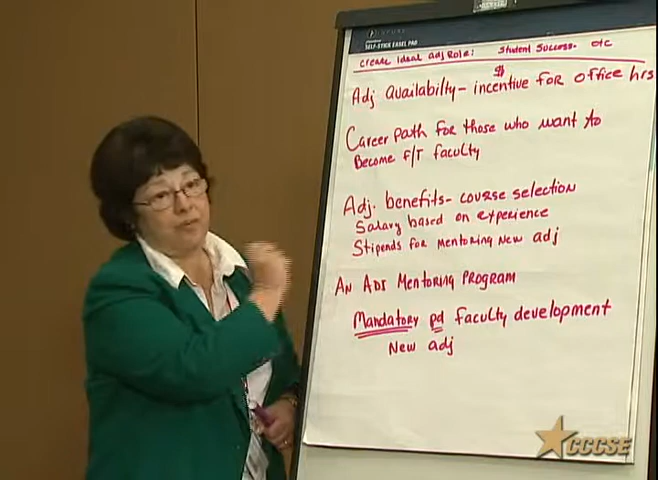 SELF-STICK EASEL PAD
Create Ideal Adj Role: Student Success. etc
$
Adj Availabilty - incentive for office hrs
Career path for those who want to
Become F/T faculty
Adj. benefits - course selection
Salary based on experience
Stipends for mentoring New adj
An Adj Mentoring Program
Mandatory pd faculty development
New adj
CCCSE